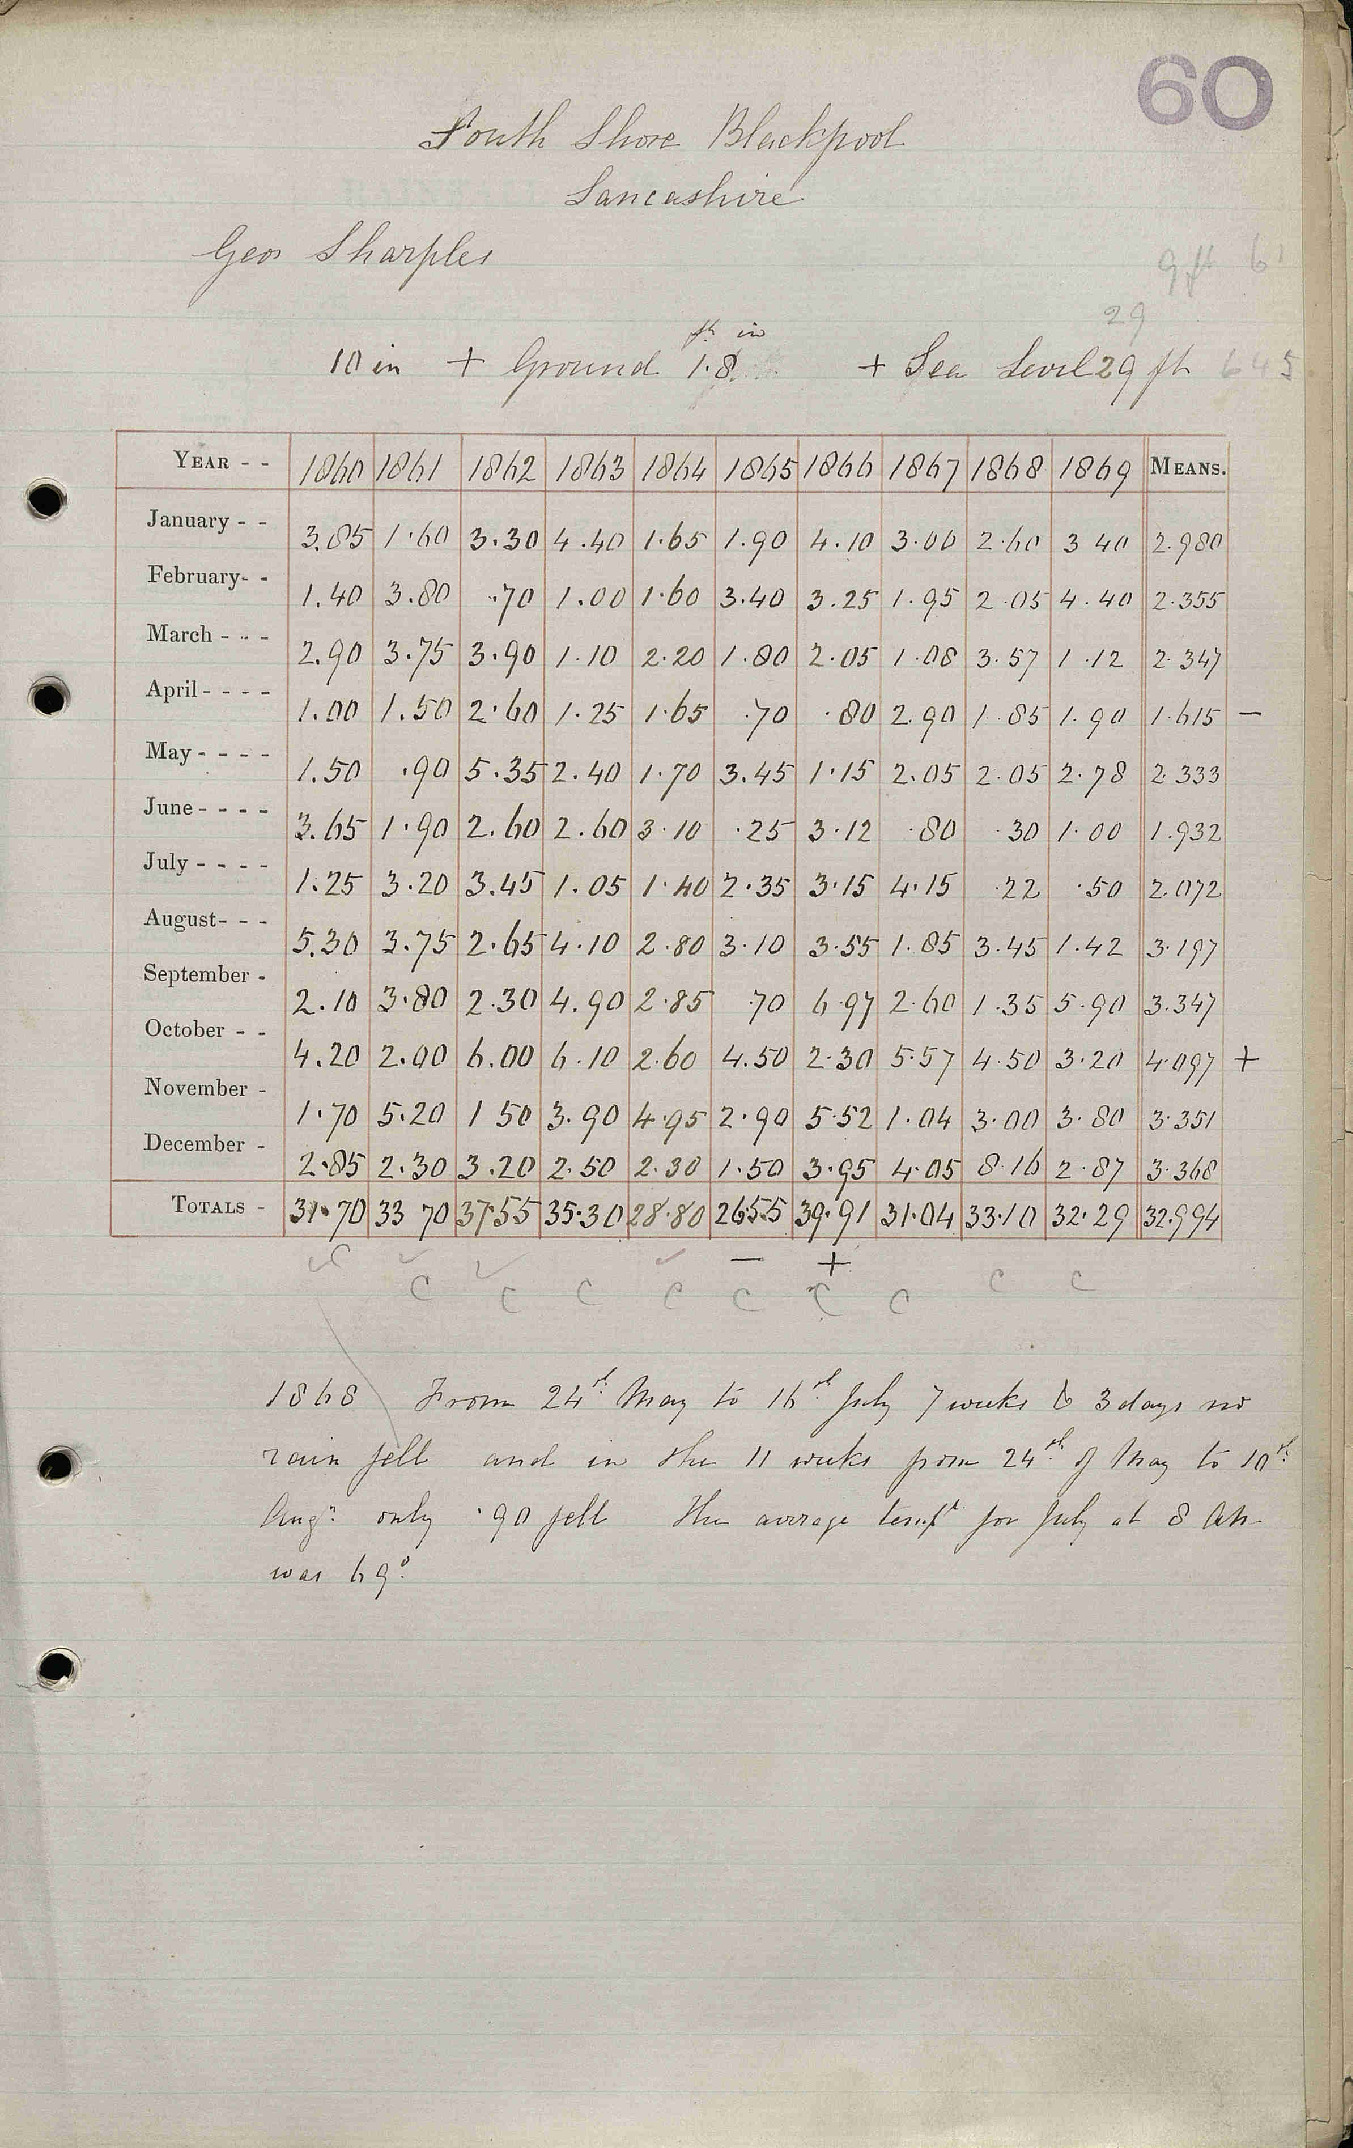 60
South Shore Blackpool
Lancashire
Geo Sharples
9 ft
29
ft in
10 in + Ground 1.8 + Sea Level 29 ft 645
YEAR - - 1860 1861 1862 1863 1864 1865 1866 1867 1868 1869 MEANS.
January - - 3.85 1.60 3.30 4.40 1.65 1.90 4.10 3.00 2.60 3 40 2.980
February- - 1.40 3.80 .70 1.00 1.60 3.40 3.25 1.95 2.05 4.40 2.355
March - - - 2.90 3.75 3.90 1.10 2.20 1.80 2.05 1.08 3.57 1.12 2.347
April - - - - 1.00 1.50 2.60 1.25 1.65 .70 .80 2.90 1.85 1.90 1.615 —
May - - - - 1.50 .90 5.35 2.40 1.70 3.45 1.15 2.05 2.05 2.78 2.333
June - - - - 3.65 1.90 2.60 2.60 3.10 .25 3.12 .80 .30 1.00 1.932
July - - - - 1.25 3.20 3.45 1.05 1.40 2.35 3.15 4.15 .22 .50 2.072
August- - - 5.30 3.75 2.65 4.10 2.80 3.10 3.55 1.85 3.45 1.42 3.197
September - 2.10 3.80 2.30 4.90 2.85 .70 6.97 2.60 1.35 5.90 3.347
October - - 4.20 2.00 6.00 6.10 2.60 4.50 2.30 5.57 4.50 3.20 4.097 +
November - 1.70 5.20 1 50 3.90 4.95 2.90 5.52 1.04 3.00 3.80 3.351
December - 2.85 2.30 3.20 2.50 2.30 1.50 3.95 4.05 8.16 2.87 3.368
TOTALS - 31.70 33 70 37.55 35.30 28.80 26.55 39.91 31.04 33.10 32.29 32.994
— +
C C C C C C C C C C
1868 From 24th May to 16th July 7 weeks & 3 days no
rain fell and in the 11 weeks from 24th of May to 10th
Augt. only .90 fell The average tempr for July at 8 Am
was 69°